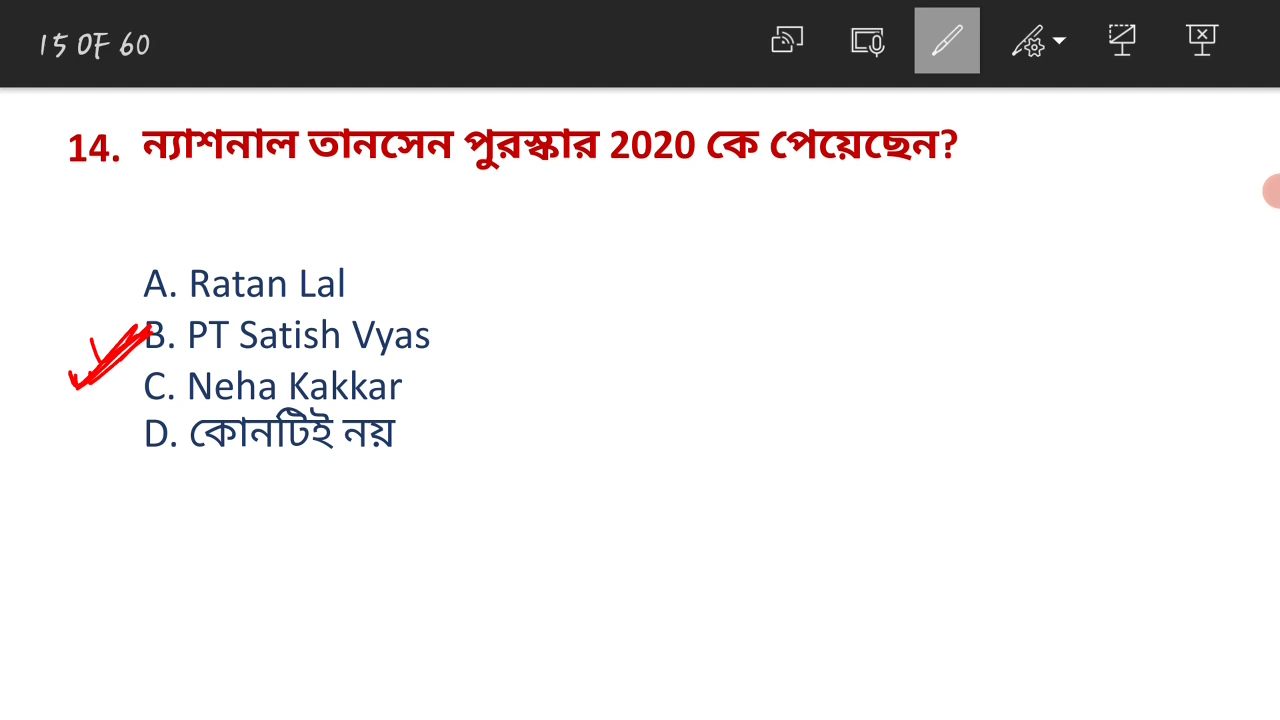 15 OF 60
14. ন্যাশনাল তানসেন পুরস্কার 2020 কে পেয়েছেন?
A. Ratan Lal
B. PT Satish Vyas
C. Neha Kakkar
D. কোনটিই নয়